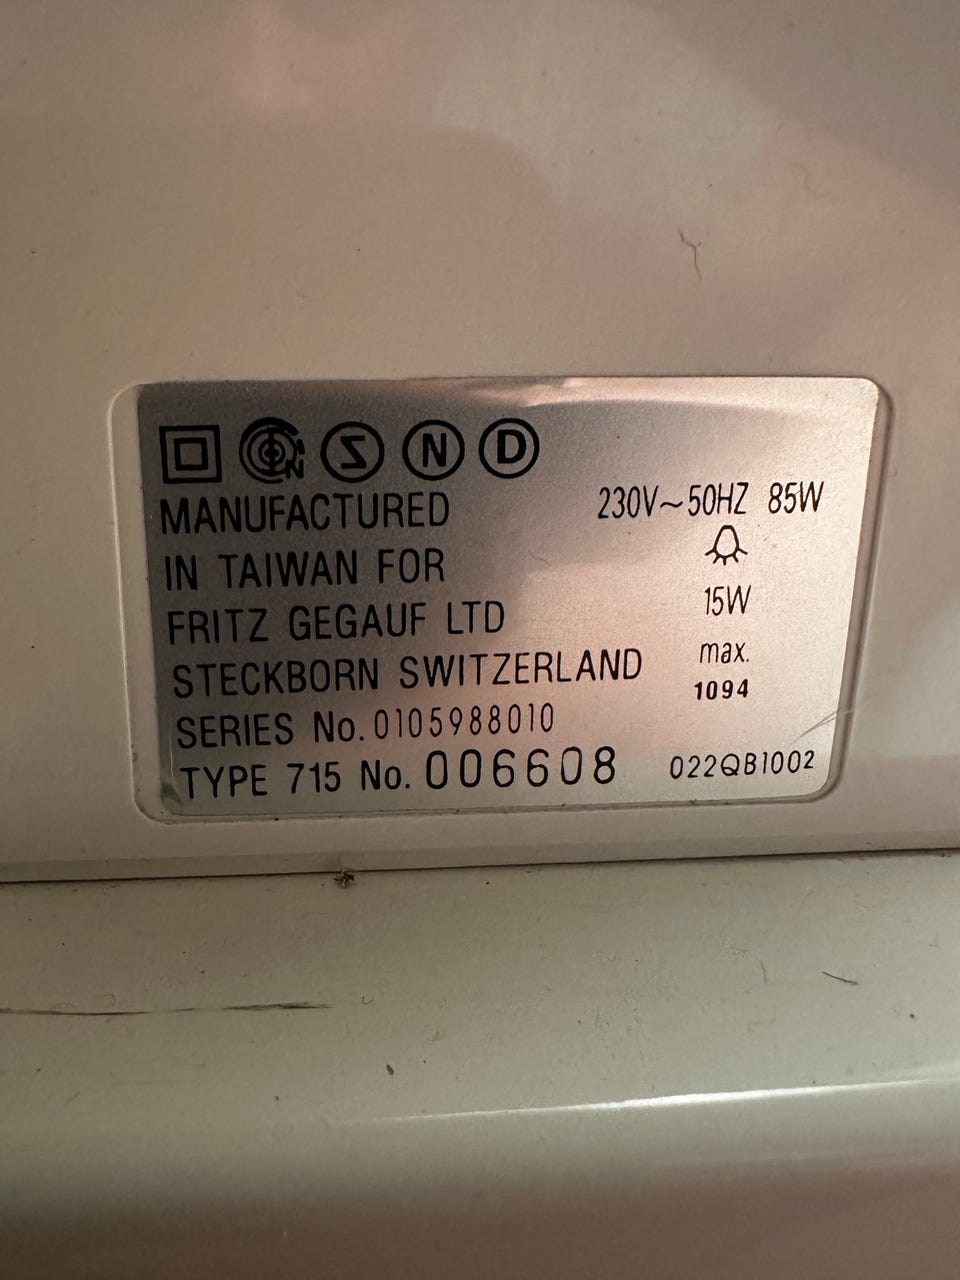 S N D
MANUFACTURED
IN TAIWAN FOR
FRITZ GEGAUF LTD
STECKBORN SWITZERLAND
SERIES No. 0105988010
TYPE 715 No. 006608
230V~50HZ 85W
15W
max.
1094
022QB1002